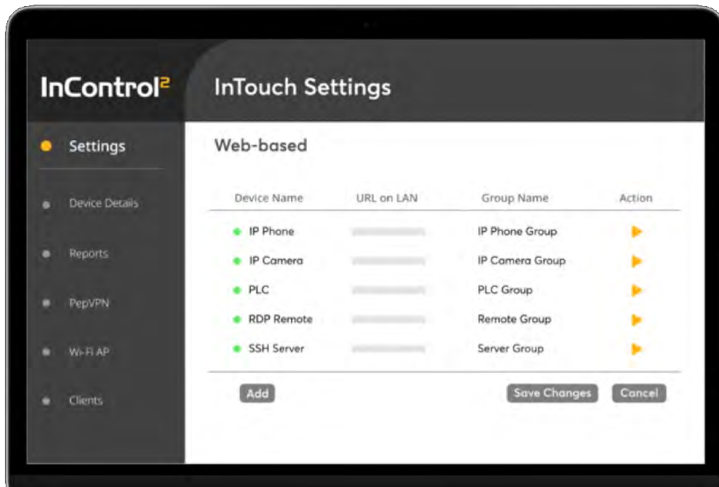 InControl² InTouch Settings
Settings
Web-based
Device Details
Reports
PepVPN
Wi-Fi AP
Clients
Device Name URL on LAN Group Name Action
IP Phone IP Phone Group
IP Camera IP Camera Group
PLC PLC Group
RDP Remote Remote Group
SSH Server Server Group
Add Save Changes Cancel